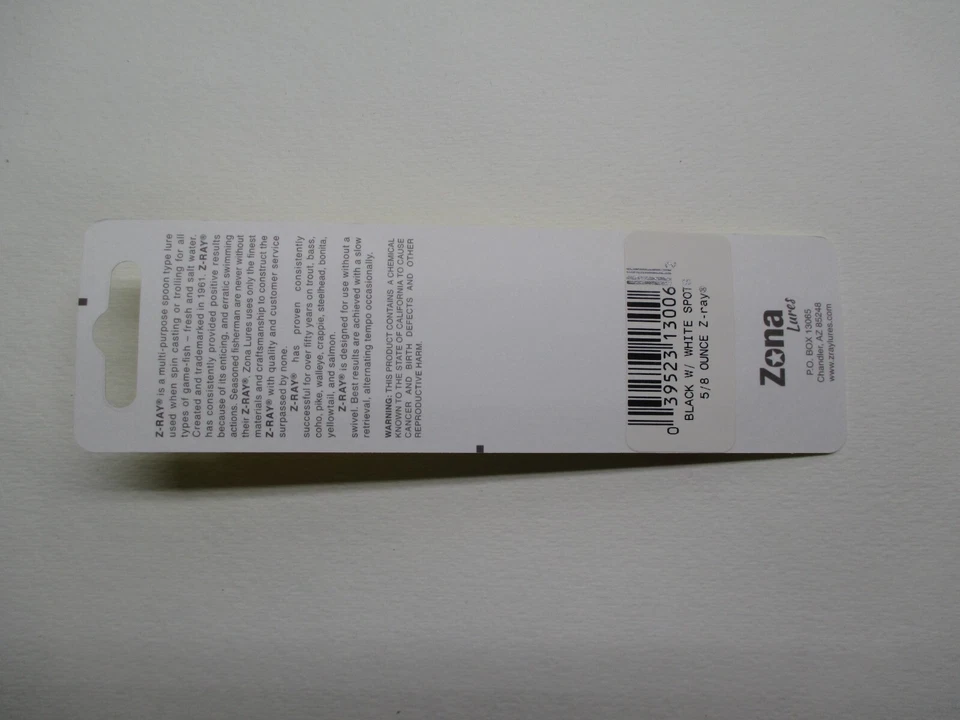 Z-RAY® is a multi-purpose spoon type lure
used when spin casting or trolling for all
types of game-fish – fresh and salt water.
Created and trademarked in 1961. Z-RAY®
has consistently provided positive results
because of its enticing, and erratic swimming
actions. Seasoned fisherman are never without
their Z-RAY®. Zona Lures uses only the finest
materials and craftsmanship to construct the
Z-RAY® with quality and customer service
surpassed by none.
Z-RAY® has proven consistently
successful for over fifty years on trout, bass,
coho, pike, walleye, crappie, steelhead, bonita,
yellowtail, and salmon.
Z-RAY® is designed for use without a
swivel. Best results are achieved with a slow
retrieval, alternating tempo occasionally.
WARNING: THIS PRODUCT CONTAINS A CHEMICAL
KNOWN TO THE STATE OF CALIFORNIA TO CAUSE
CANCER AND BIRTH DEFECTS AND OTHER
REPRODUCTIVE HARM.
0 39523 13006
BLACK W/ WHITE SPOTS
5/8 OUNCE Z-ray®
Zona
Lures
P.O. BOX 13065
Chandler, AZ 85248
www.zraylures.com